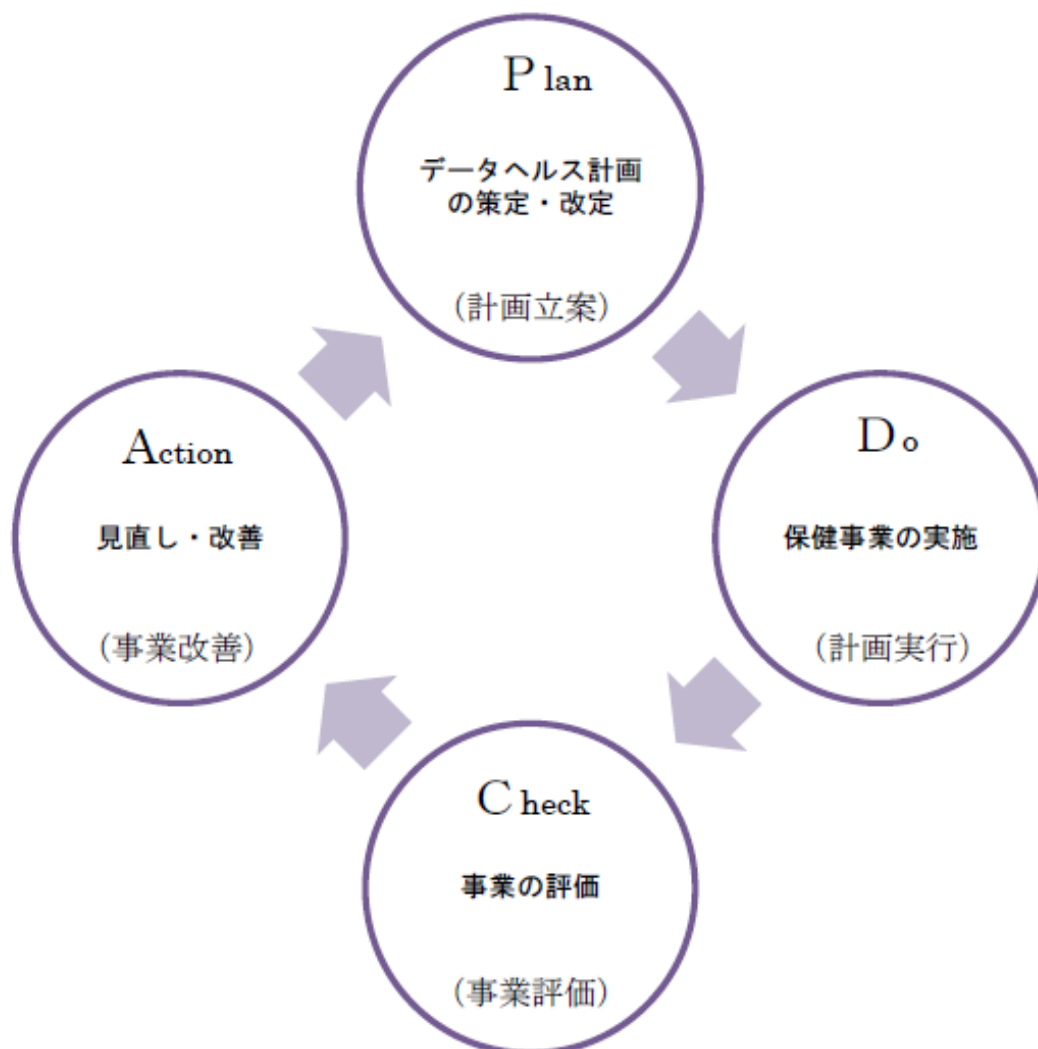 Plan
データヘルス計画
の策定・改定
(計画立案)
Do
保健事業の実施
(計画実行)
Check
事業の評価
(事業評価)
Action
見直し・改善
(事業改善)